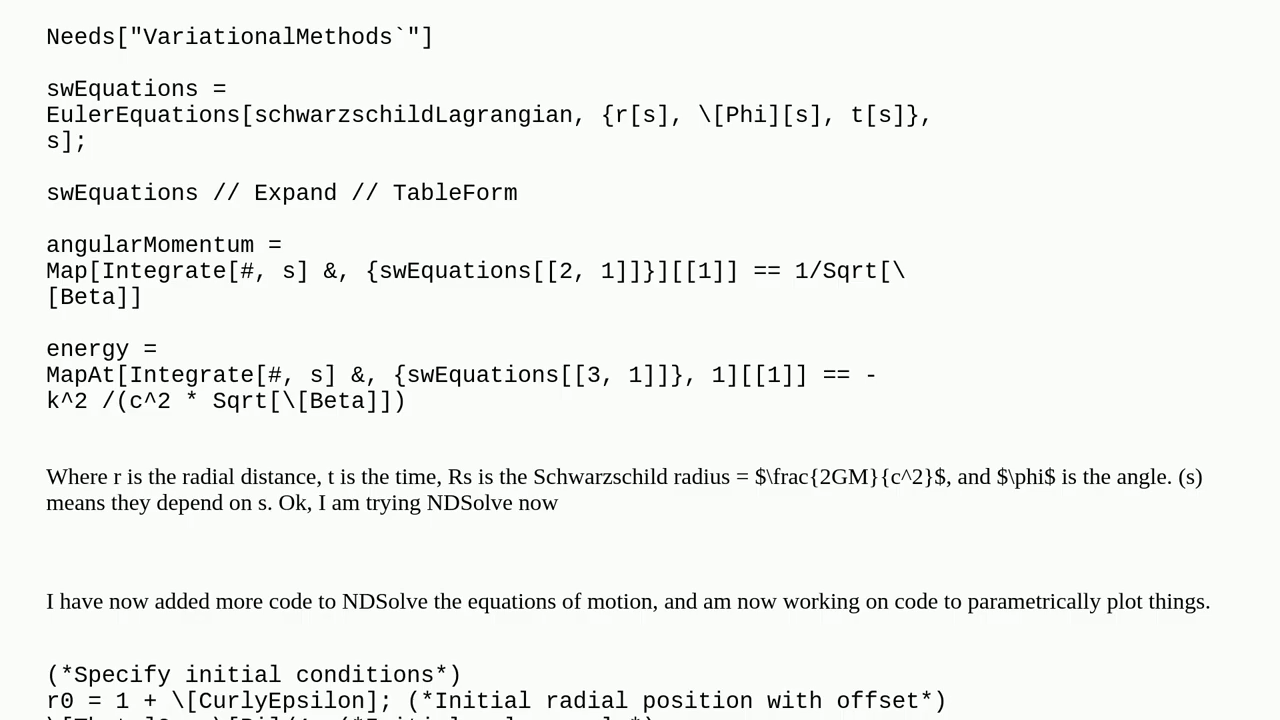 Needs["VariationalMethods`"]
swEquations =
EulerEquations[schwarzschildLagrangian, {r[s], \[Phi][s], t[s]},
s];
swEquations // Expand // TableForm
angularMomentum =
Map[Integrate[#, s] &, {swEquations[[2, 1]]}][[1]] == 1/Sqrt[\
[Beta]]
energy =
MapAt[Integrate[#, s] &, {swEquations[[3, 1]]}, 1][[1]] == -
k^2 /(c^2 * Sqrt[\[Beta]])
Where r is the radial distance, t is the time, Rs is the Schwarzschild radius = $\frac{2GM}{c^2}$, and $\phi$ is the angle. (s)
means they depend on s. Ok, I am trying NDSolve now
I have now added more code to NDSolve the equations of motion, and am now working on code to parametrically plot things.
(*Specify initial conditions*)
r0 = 1 + \[CurlyEpsilon]; (*Initial radial position with offset*)